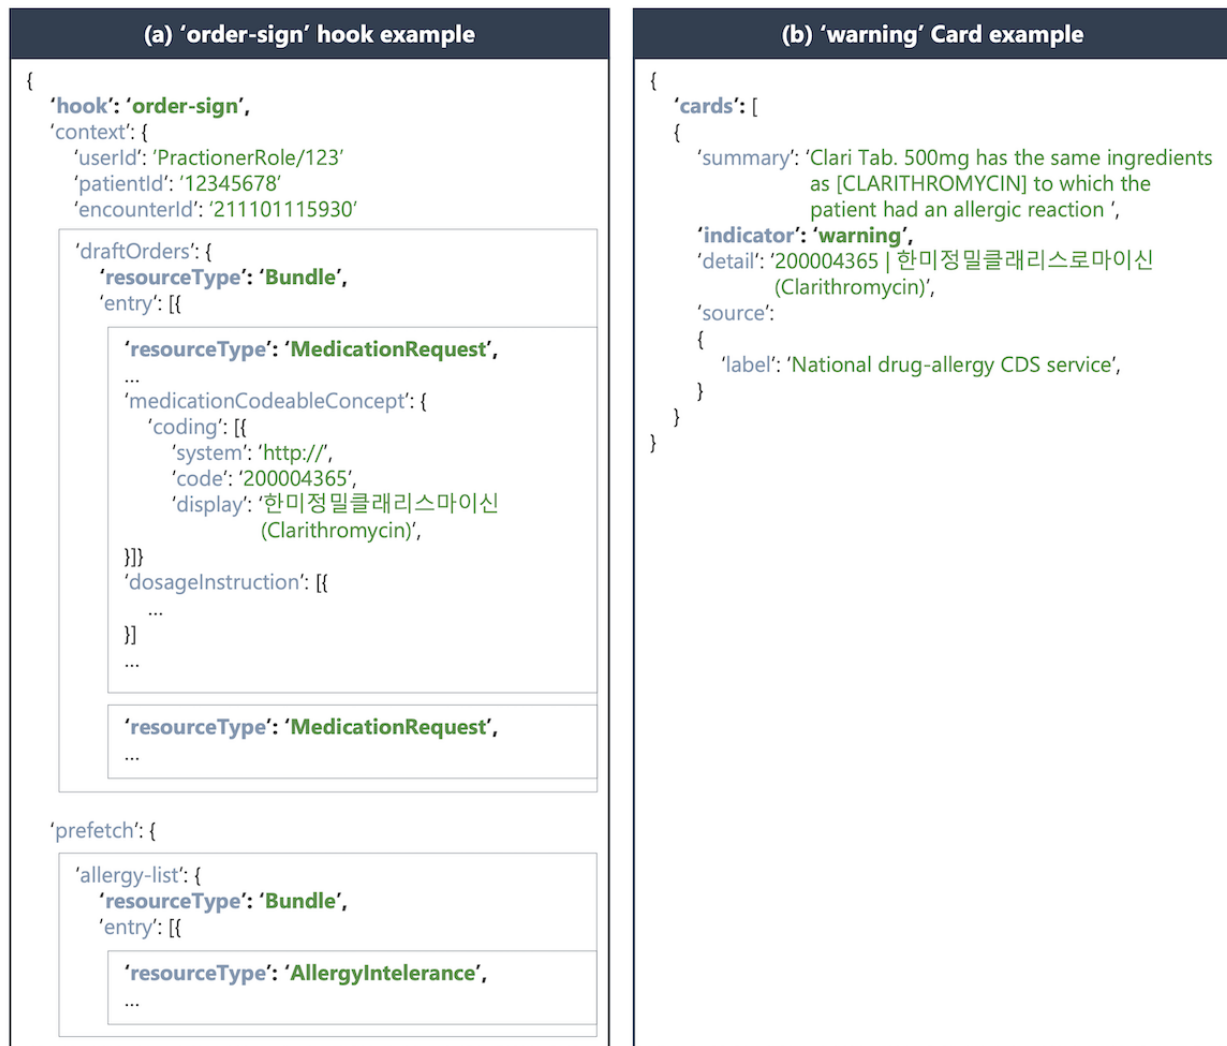 (a) ‘order-sign’ hook example
{
‘hook’: ‘order-sign’,
‘context’: {
‘userId’: ‘PractionerRole/123’
‘patientId’: ‘12345678’
‘encounterId’: ‘211101115930’
‘draftOrders’: {
‘resourceType’: ‘Bundle’,
‘entry’: [{
‘resourceType’: ‘MedicationRequest’,
...
‘medicationCodeableConcept’: {
‘coding’: [{
‘system’: ‘http://’,
‘code’: ‘200004365’,
‘display’: ‘한미정밀클래리스마이신
(Clarithromycin)‘,
}]}
‘dosageInstruction’: [{
...
}]
...
‘resourceType’: ‘MedicationRequest’,
...
‘prefetch’: {
‘allergy-list’: {
‘resourceType’: ‘Bundle’,
‘entry’: [{
‘resourceType’: ‘AllergyIntelerance’,
...
(b) ‘warning’ Card example
{
‘cards’: [
{
‘summary’: ‘Clari Tab. 500mg has the same ingredients
as [CLARITHROMYCIN] to which the
patient had an allergic reaction ‘,
‘indicator’: ‘warning’,
‘detail’: ‘200004365 | 한미정밀클래리스로마이신
(Clarithromycin)’,
‘source’:
{
‘label’: ‘National drug-allergy CDS service’,
}
}
}